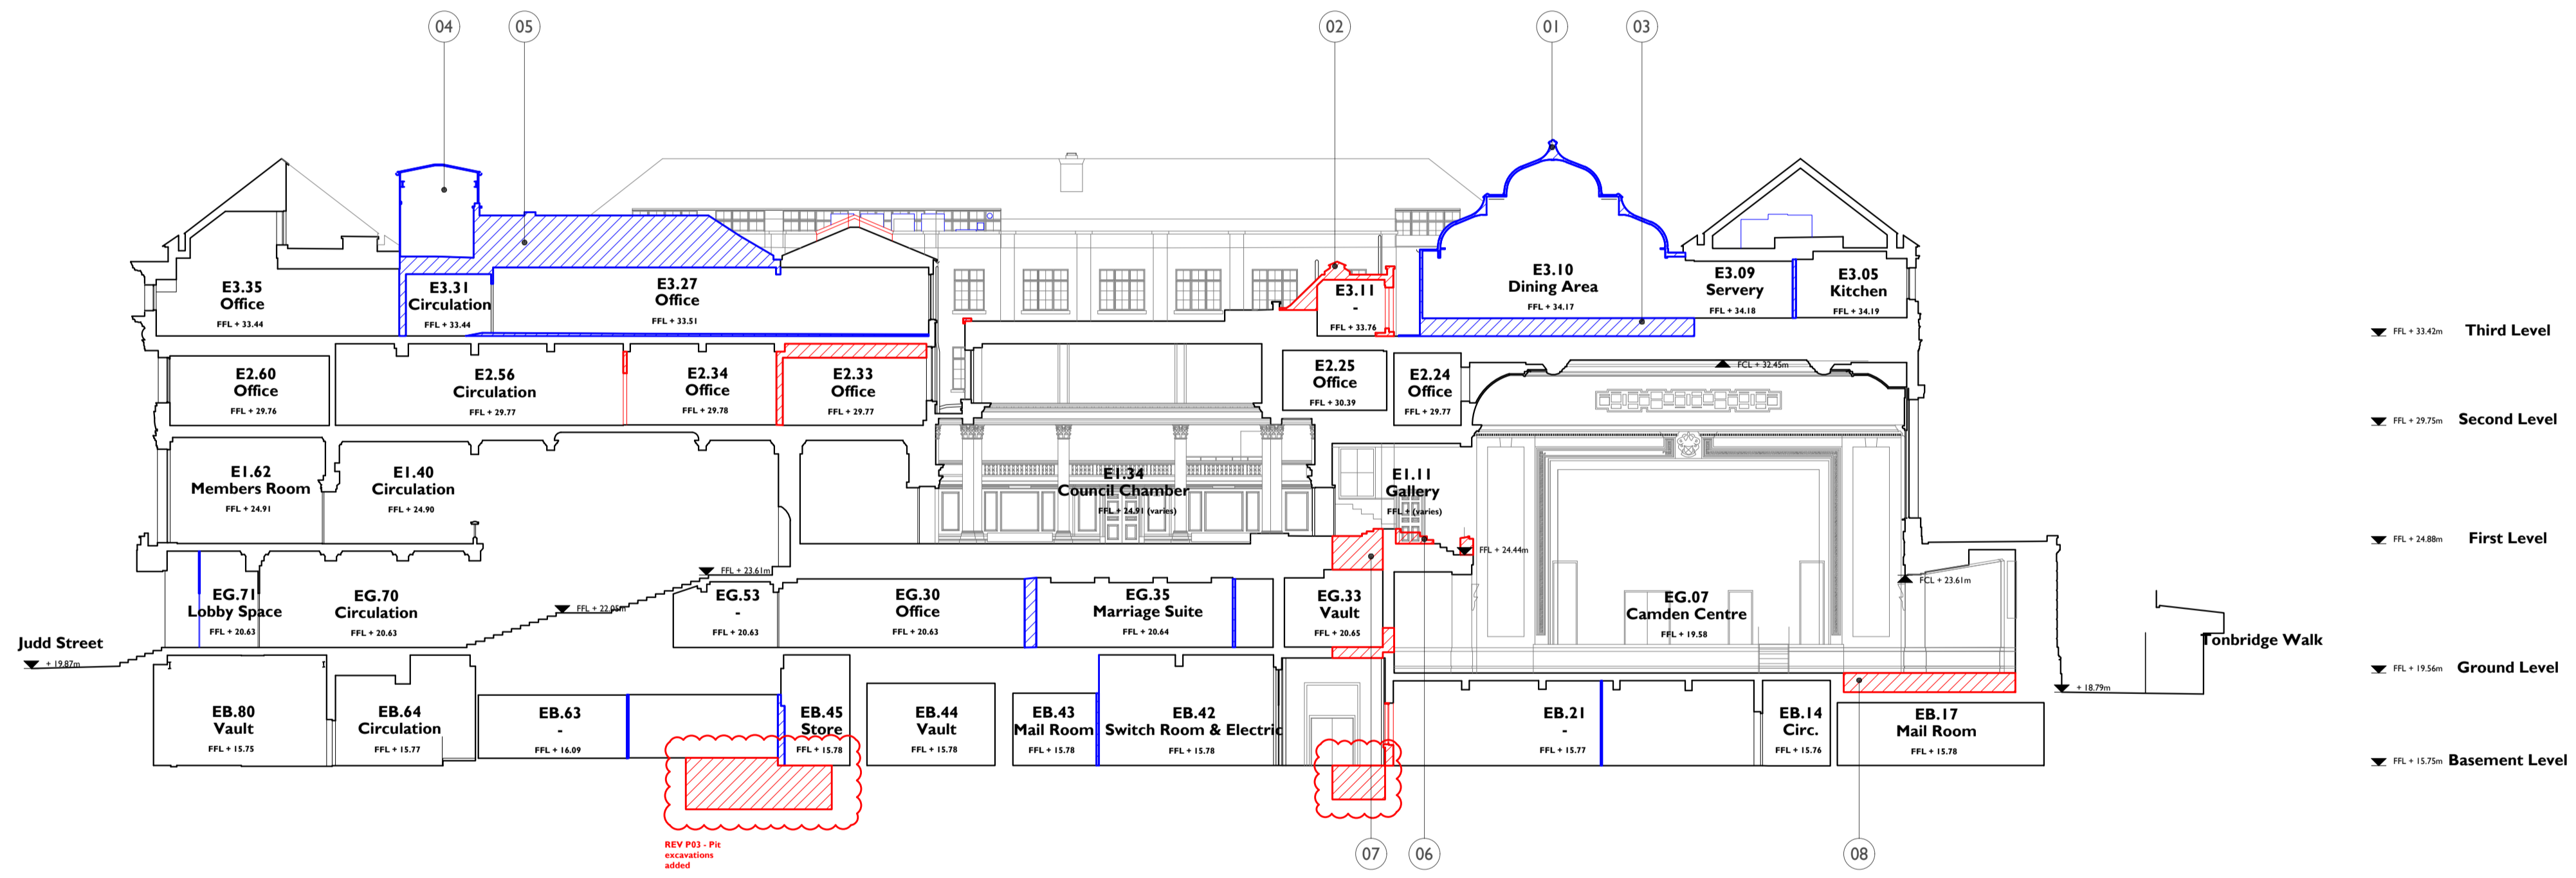 04
05
02
01
03
E3.35
Office
FFL + 33.44
E3.31
Circulation
FFL + 33.44
E3.27
Office
FFL + 33.51
E3.11
-
FFL + 33.76
E3.10
Dining Area
FFL + 34.17
E3.09
Servery
FFL + 34.18
E3.05
Kitchen
FFL + 34.19
FFL + 33.42m Third Level
E2.60
Office
FFL + 29.76
E2.56
Circulation
FFL + 29.77
E2.34
Office
FFL + 29.78
E2.33
Office
FFL + 29.77
E2.25
Office
FFL + 30.39
E2.24
Office
FFL + 29.77
FCL + 32.45m
FFL + 29.75m Second Level
E1.62
Members Room
FFL + 24.91
E1.40
Circulation
FFL + 24.90
E1.34
Council Chamber
FFL + 24.91 (varies)
E1.11
Gallery
FFL + (varies)
FFL + 24.44m
FFL + 24.88m First Level
FFL + 23.61m
FFL + 22.05m
FCL + 23.61m
EG.71
Lobby Space
FFL + 20.63
EG.70
Circulation
FFL + 20.63
EG.53
-
FFL + 20.63
EG.30
Office
FFL + 20.63
EG.35
Marriage Suite
FFL + 20.64
EG.33
Vault
FFL + 20.65
EG.07
Camden Centre
FFL + 19.58
Judd Street
+ 19.87m
Tonbridge Walk
+ 18.79m
FFL + 19.56m Ground Level
EB.80
Vault
FFL + 15.75
EB.64
Circulation
FFL + 15.77
EB.63
-
FFL + 16.09
EB.45
Store
FFL + 15.78
EB.44
Vault
FFL + 15.78
EB.43
Mail Room
FFL + 15.78
EB.42
Switch Room & Electric
FFL + 15.78
EB.21
-
FFL + 15.77
EB.14
Circ.
FFL + 15.76
EB.17
Mail Room
FFL + 15.78
FFL + 15.75m Basement Level
REV P03 - Pit
excavations
added
07
06
08